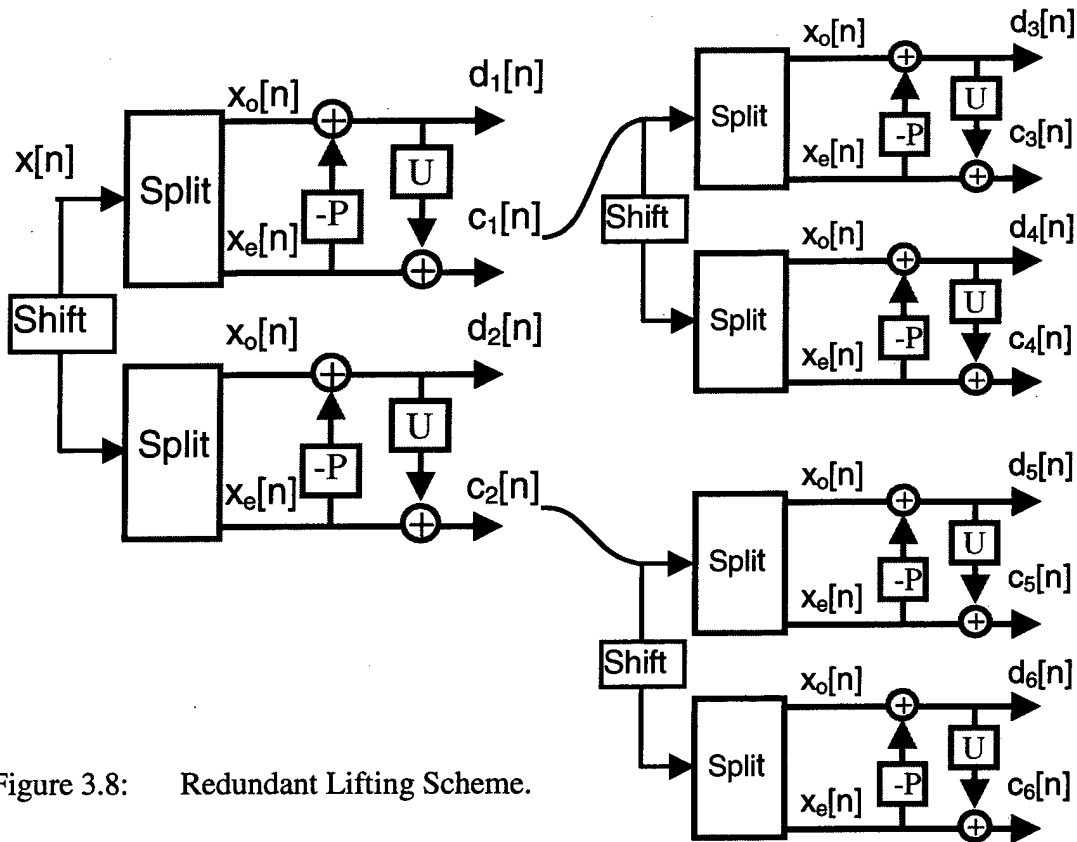 x[n]
Shift
Split
xₒ[n]
xₑ[n]
-P
U
d₁[n]
c₁[n]
Split
xₒ[n]
xₑ[n]
-P
U
d₂[n]
c₂[n]
Shift
Split
xₒ[n]
xₑ[n]
-P
U
d₃[n]
c₃[n]
Split
xₒ[n]
xₑ[n]
-P
U
d₄[n]
c₄[n]
Shift
Split
xₒ[n]
xₑ[n]
-P
U
d₅[n]
c₅[n]
Split
xₒ[n]
xₑ[n]
-P
U
d₆[n]
c₆[n]
igure 3.8: Redundant Lifting Scheme.